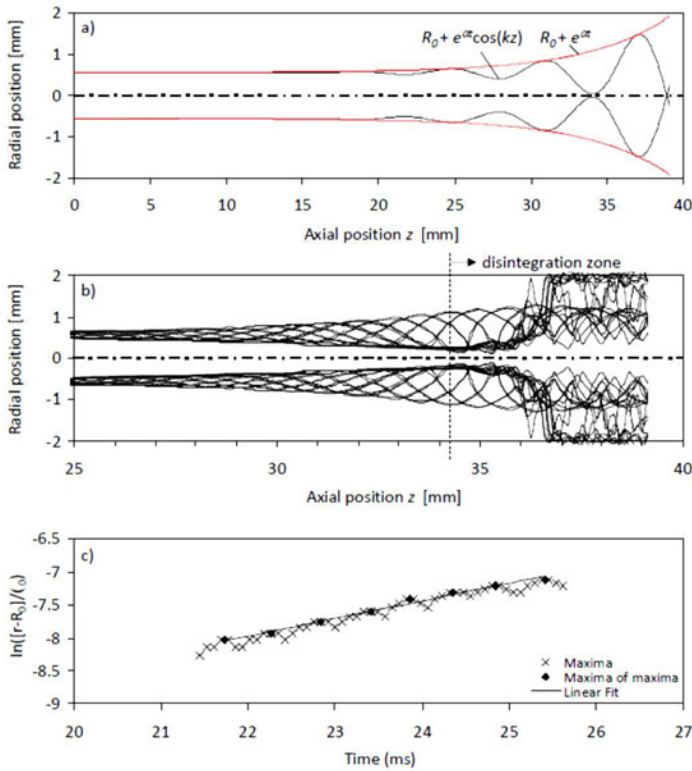 a)
R₀ + e^αz cos(kz)
R₀ + e^αz
Radial position [mm]
2
1
0
-1
-2
0 5 10 15 20 25 30 35 40
Axial position z [mm]
b)
disintegration zone
Radial position [mm]
2
1
0
-1
-2
25 30 35 40
Axial position z [mm]
c)
ln([r-R₀]/ℓ₀)
-6.5
-7
-7.5
-8
-8.5
-9
Maxima
Maxima of maxima
Linear Fit
20 21 22 23 24 25 26 27
Time (ms)